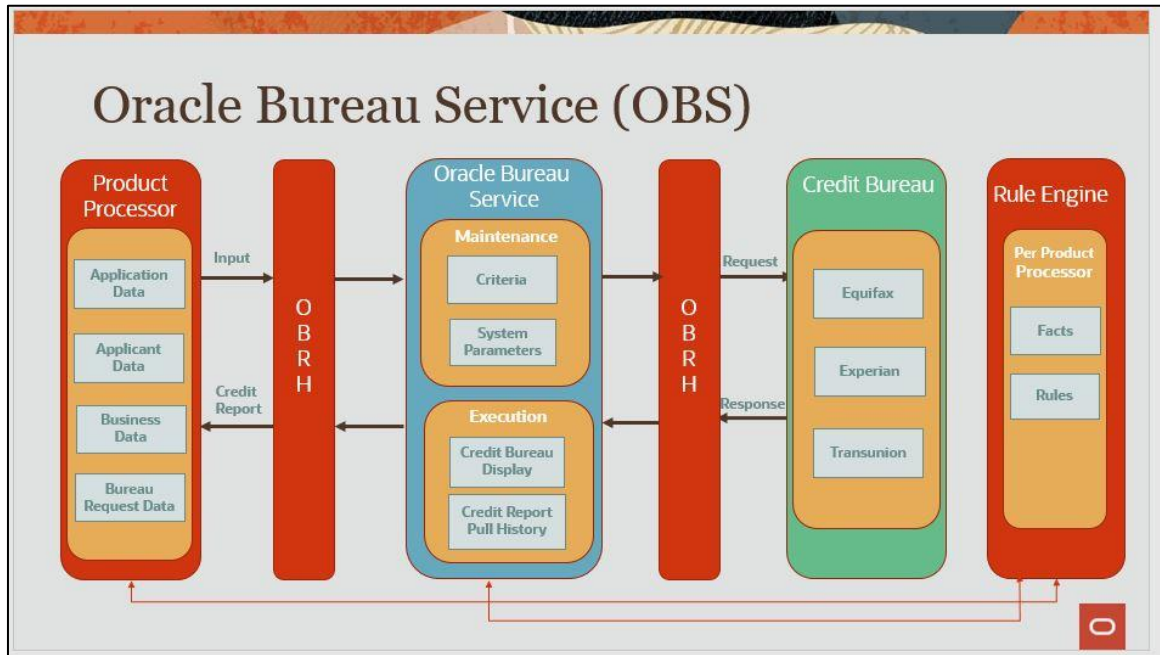 Oracle Bureau Service (OBS)
Product
Processor
Application
Data
Applicant
Data
Business
Data
Bureau
Request Data
Input
Credit
Report
O
B
R
H
Oracle Bureau
Service
Maintenance
Criteria
System
Parameters
Execution
Credit Bureau
Display
Credit Report
Pull History
O
B
R
H
Request
Response
Credit Bureau
Equifax
Experian
Transunion
Rule Engine
Per Product
Processor
Facts
Rules